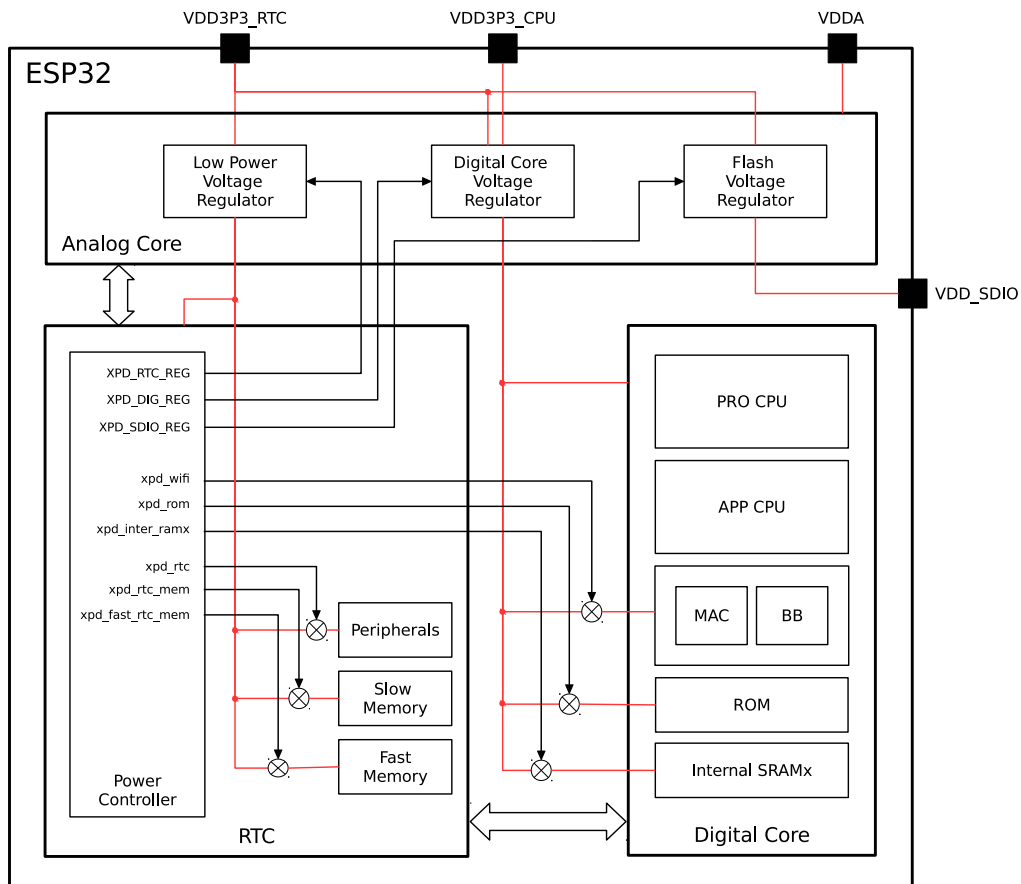 VDD3P3_RTC
VDD3P3_CPU
VDDA
ESP32
Low Power
Voltage
Regulator
Digital Core
Voltage
Regulator
Flash
Voltage
Regulator
Analog Core
VDD_SDIO
XPD_RTC_REG
XPD_DIG_REG
XPD_SDIO_REG
xpd_wifi
xpd_rom
xpd_inter_ramx
xpd_rtc
xpd_rtc_mem
xpd_fast_rtc_mem
Power
Controller
Peripherals
Slow
Memory
Fast
Memory
RTC
PRO CPU
APP CPU
MAC
BB
ROM
Internal SRAMx
Digital Core